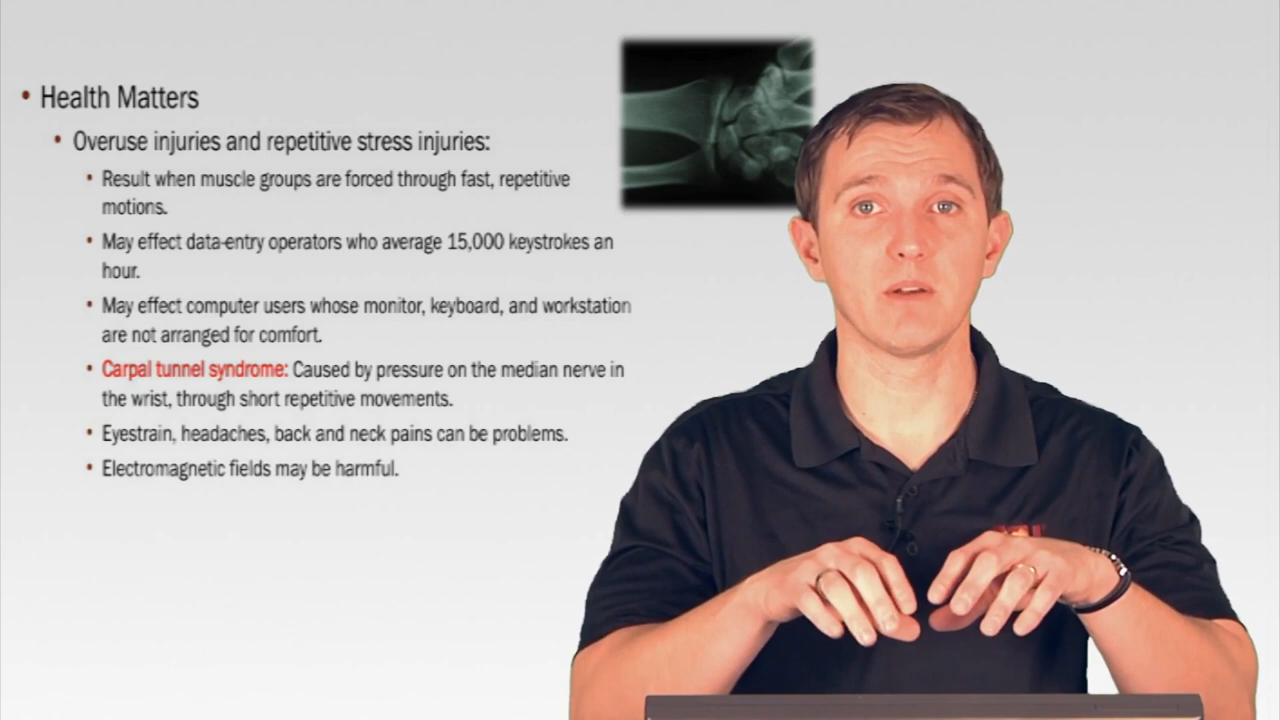 Health Matters
Overuse injuries and repetitive stress injuries:
Result when muscle groups are forced through fast, repetitive
motions.
May effect data-entry operators who average 15,000 keystrokes an
hour.
May effect computer users whose monitor, keyboard, and workstation
are not arranged for comfort.
Carpal tunnel syndrome: Caused by pressure on the median nerve in
the wrist, through short repetitive movements.
Eyestrain, headaches, back and neck pains can be problems.
Electromagnetic fields may be harmful.